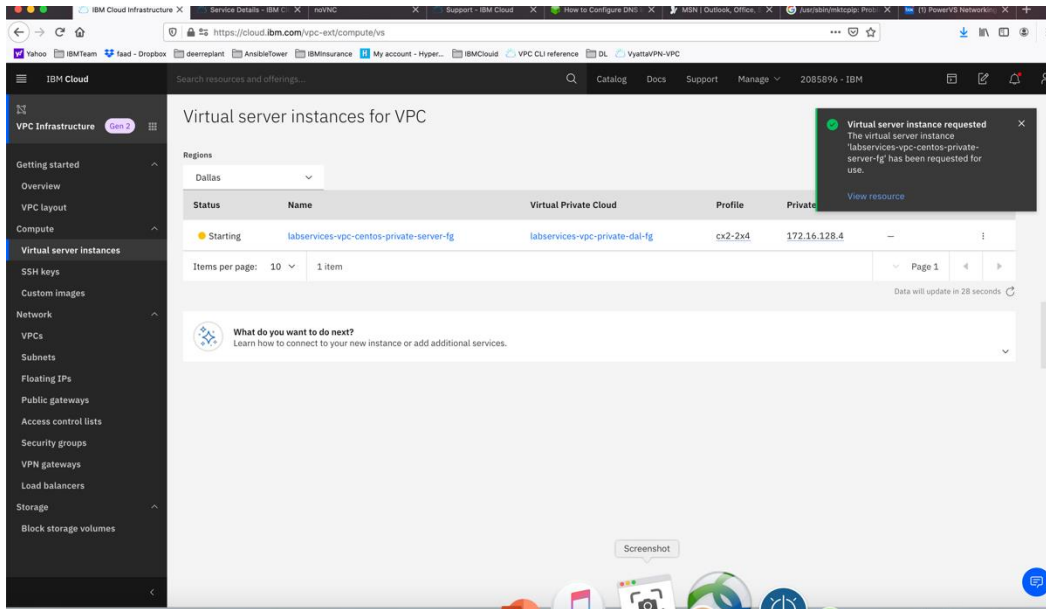 IBM Cloud Infrastructure
Service Details - IBM Cl
noVNC
Support - IBM Cloud
How to Configure DNS
MSN | Outlook, Office,
/usr/sbin/mktcpip:
(1) PowerVS Networking
https://cloud.ibm.com/vpc-ext/compute/vs
Yahoo
IBMTeam
faad - Dropbox
deerreplant
AnsibleTower
IBMInsurance
My account - Hyper...
IBMClouid
VPC CLI reference
DL
VyattaVPN-VPC
IBM Cloud
Search resources and offerings...
Catalog
Docs
Support
Manage
2085896 - IBM
VPC Infrastructure
Gen 2
Getting started
Overview
VPC layout
Compute
Virtual server instances
SSH keys
Custom images
Network
VPCs
Subnets
Floating IPs
Public gateways
Access control lists
Security groups
VPN gateways
Load balancers
Storage
Block storage volumes
Virtual server instances for VPC
Regions
Dallas
Virtual server instance requested
The virtual server instance
'labservices-vpc-centos-private-
server-fg' has been requested for
use.
View resource
Status Name Virtual Private Cloud Profile Private
Starting labservices-vpc-centos-private-server-fg labservices-vpc-private-dal-fg cx2-2x4 172.16.128.4 –
Items per page: 10 1 item Page 1
Data will update in 28 seconds
What do you want to do next?
Learn how to connect to your new instance or add additional services.
Screenshot